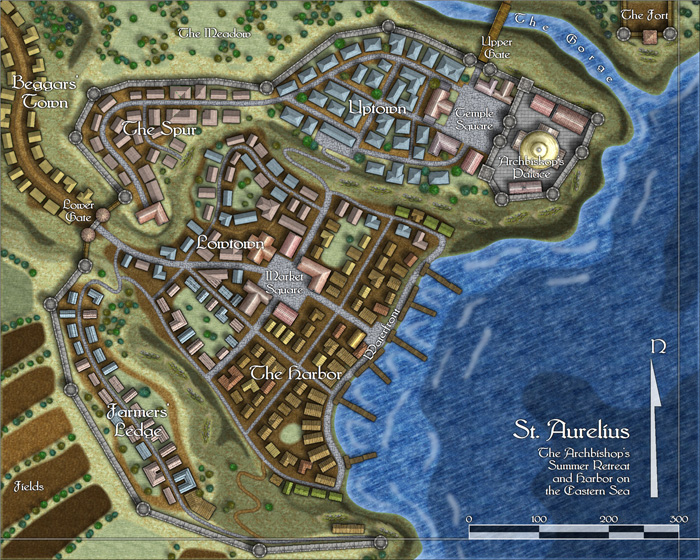 The Fort
The Gorge
The Meadow
Upper
Gate
Beggars'
Town
Uptown
Temple
Square
The Spur
Archbishop's
Palace
Lower
Gate
Lowtown
Market
Square
Waterfront
The Harbor
Farmers'
Ledge
Fields
N
St. Aurelius
The Archbishop's
Summer Retreat
and Harbor on
the Eastern Sea
0 100 200 250 300